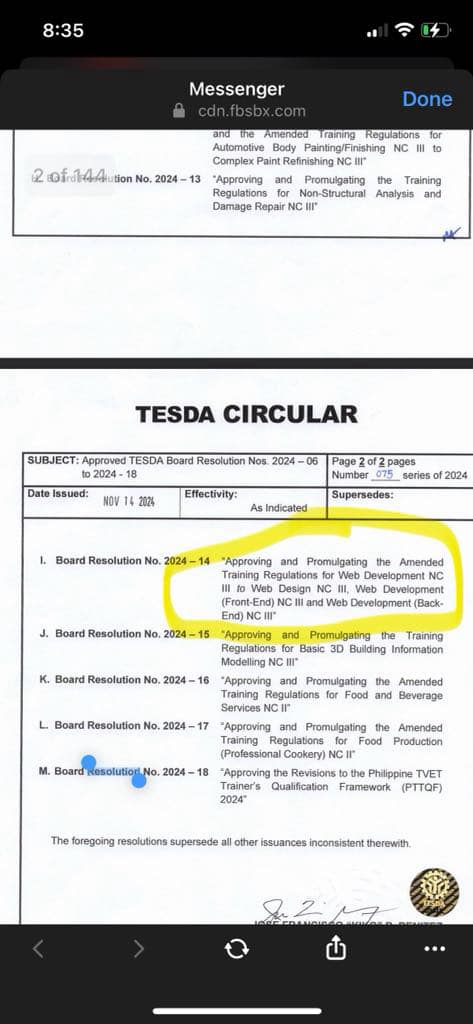 8:35
Messenger
cdn.fbsbx.com
Done
and the Amended Training Regulations for
Automotive Body Painting/Finishing NC III to
Complex Paint Refinishing NC III"
2 of 144
Board Resolution No. 2024 – 13 "Approving and Promulgating the Training
Regulations for Non-Structural Analysis and
Damage Repair NC III"
TESDA CIRCULAR
SUBJECT: Approved TESDA Board Resolution Nos. 2024 – 06
to 2024 - 18
Page 2 of 2 pages
Number 075 series of 2024
Date Issued:
NOV 14 2024
Effectivity:
As Indicated
Supersedes:
I. Board Resolution No. 2024 – 14 "Approving and Promulgating the Amended
Training Regulations for Web Development NC
III to Web Design NC III, Web Development
(Front-End) NC III and Web Development (Back-
End) NC III"
J. Board Resolution No. 2024 – 15 "Approving and Promulgating the Training
Regulations for Basic 3D Building Information
Modelling NC III"
K. Board Resolution No. 2024 – 16 "Approving and Promulgating the Amended
Training Regulations for Food and Beverage
Services NC II"
L. Board Resolution No. 2024 – 17 "Approving and Promulgating the Amended
Training Regulations for Food Production
(Professional Cookery) NC II"
M. Board Resolution No. 2024 – 18 "Approving the Revisions to the Philippine TVET
Trainer's Qualification Framework (PTTQF)
2024"
The foregoing resolutions supersede all other issuances inconsistent therewith.
TESDA